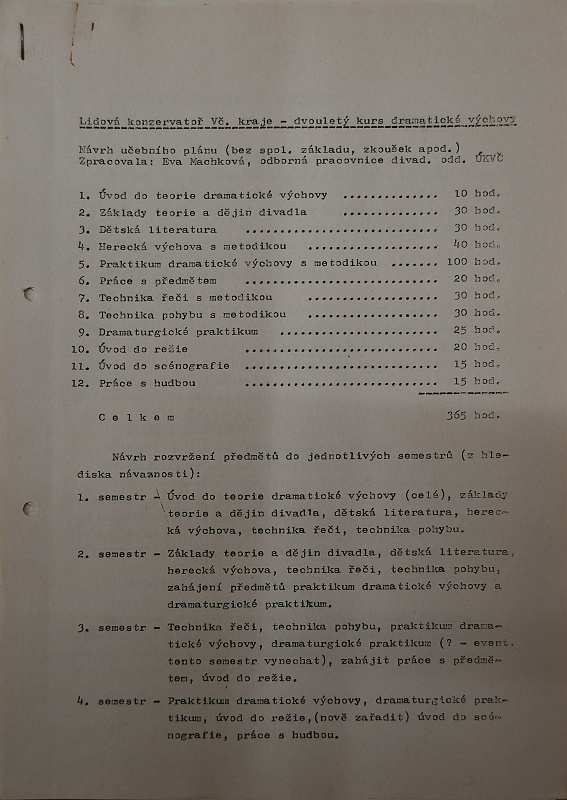 Lidová konzervatoř Vč. kraje - dvouletý kurs dramatické výchovy
Návrh učebního plánu (bez spol. základu, zkoušek apod.)
Zpracovala: Eva Machková, odborná pracovnice divad. odd. ÚKVČ
1. Úvod do teorie dramatické výchovy .............. 10 hod.
2. Základy teorie a dějin divadla .............. 30 hod.
3. Dětská literatura ............................ 30 hod.
4. Herecká výchova s metodikou ................... 40 hod.
5. Praktikum dramatické výchovy s metodikou ....... 100 hod.
6. Práce s předmětem ............................ 20 hod.
7. Technika řeči s metodikou ................... 30 hod.
8. Technika pohybu s metodikou ................... 30 hod.
9. Dramaturgické praktikum ....................... 25 hod.
10. Úvod do režie ............................ 20 hod.
11. Úvod do scénografie ............................ 15 hod.
12. Práce s hudbou ............................ 15 hod.
C e l k e m 365 hod.
Návrh rozvržení předmětů do jednotlivých semestrů (z hle-
diska návaznosti):
1. semestr - Úvod do teorie dramatické výchovy (celé), základy
teorie a dějin divadla, dětská literatura, herec-
ká výchova, technika řeči, technika pohybu.
2. semestr - Základy teorie a dějin divadla, dětská literatura,
herecká výchova, technika řeči, technika pohybu,
zahájení předmětů praktikum dramatické výchovy a
dramaturgické praktikum.
3. semestr - Technika řeči, technika pohybu, praktikum drama-
tické výchovy, dramaturgické praktikum (? - event.
tento semestr vynechat), zahájit práce s předmě-
tem, úvod do režie.
4. semestr - Praktikum dramatické výchovy, dramaturgické prak-
tikum, úvod do režie,(nově zařadit) úvod do scé-
nografie, práce s hudbou.